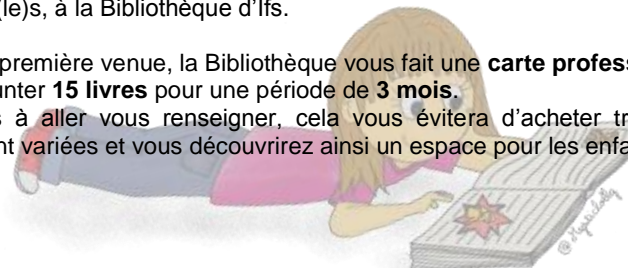 (le)s, à la Bibliothèque d'Ifs.
première venue, la Bibliothèque vous fait une carte profes
unter 15 livres pour une période de 3 mois.
s à aller vous renseigner, cela vous évitera d'acheter tr
nt variées et vous découvrirez ainsi un espace pour les enfa